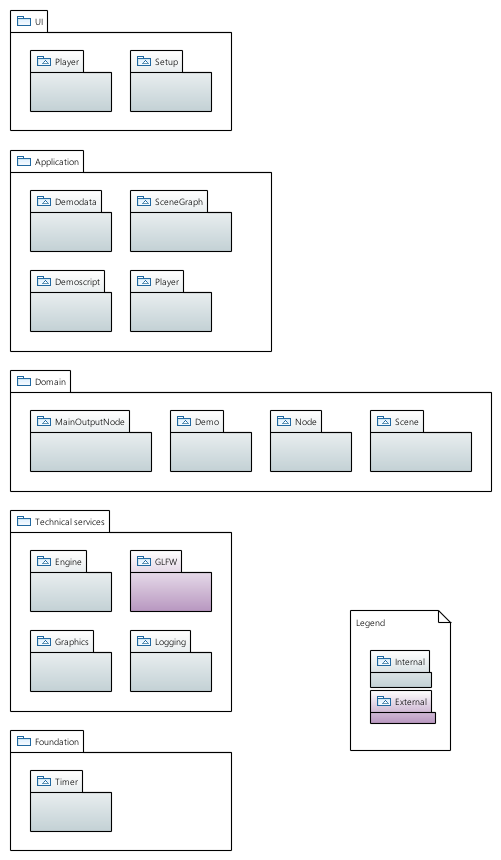 UI
Player
Setup
Application
Demodata
SceneGraph
Demoscript
Player
Domain
MainOutputNode
Demo
Node
Scene
Technical services
Engine
GLFW
Graphics
Logging
Legend
Internal
External
Foundation
Timer